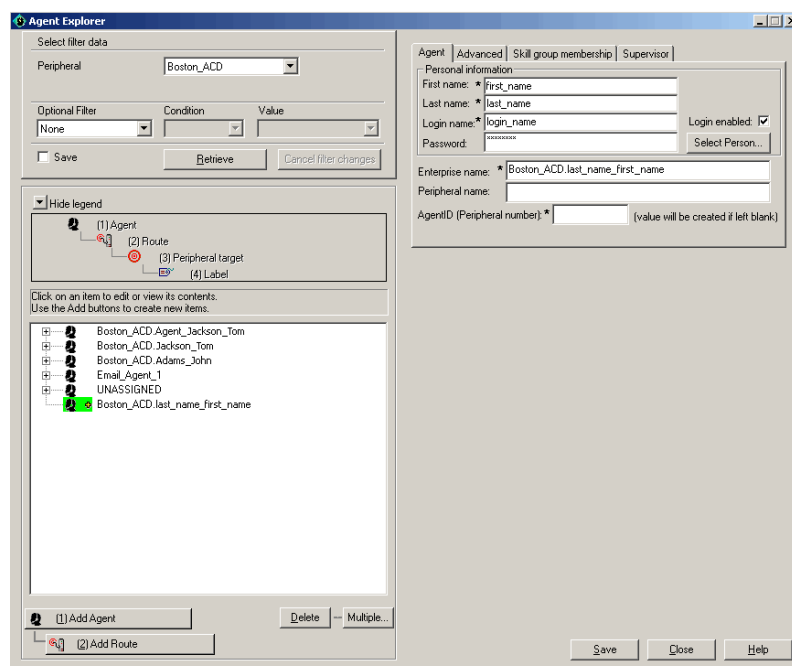 Agent Explorer
Select filter data
Peripheral
Boston_ACD
Optional Filter
Condition
Value
None
Save
Retrieve
Cancel filter changes
Hide legend
(1) Agent
(2) Route
(3) Peripheral target
(4) Label
Click on an item to edit or view its contents.
Use the Add buttons to create new items.
Boston_ACD.Agent_Jackson_Tom
Boston_ACD.Jackson_Tom
Boston_ACD.Adams_John
Email_Agent_1
UNASSIGNED
Boston_ACD.last_name_first_name
(1) Add Agent
Delete
Multiple...
(2) Add Route
Agent
Advanced
Skill group membership
Supervisor
Personal information
First name: * first_name
Last name: * last_name
Login name:* login_name
Login enabled:
Password: ********
Select Person...
Enterprise name: * Boston_ACD.last_name_first_name
Peripheral name:
AgentID (Peripheral number): * (value will be created if left blank)
Save
Close
Help